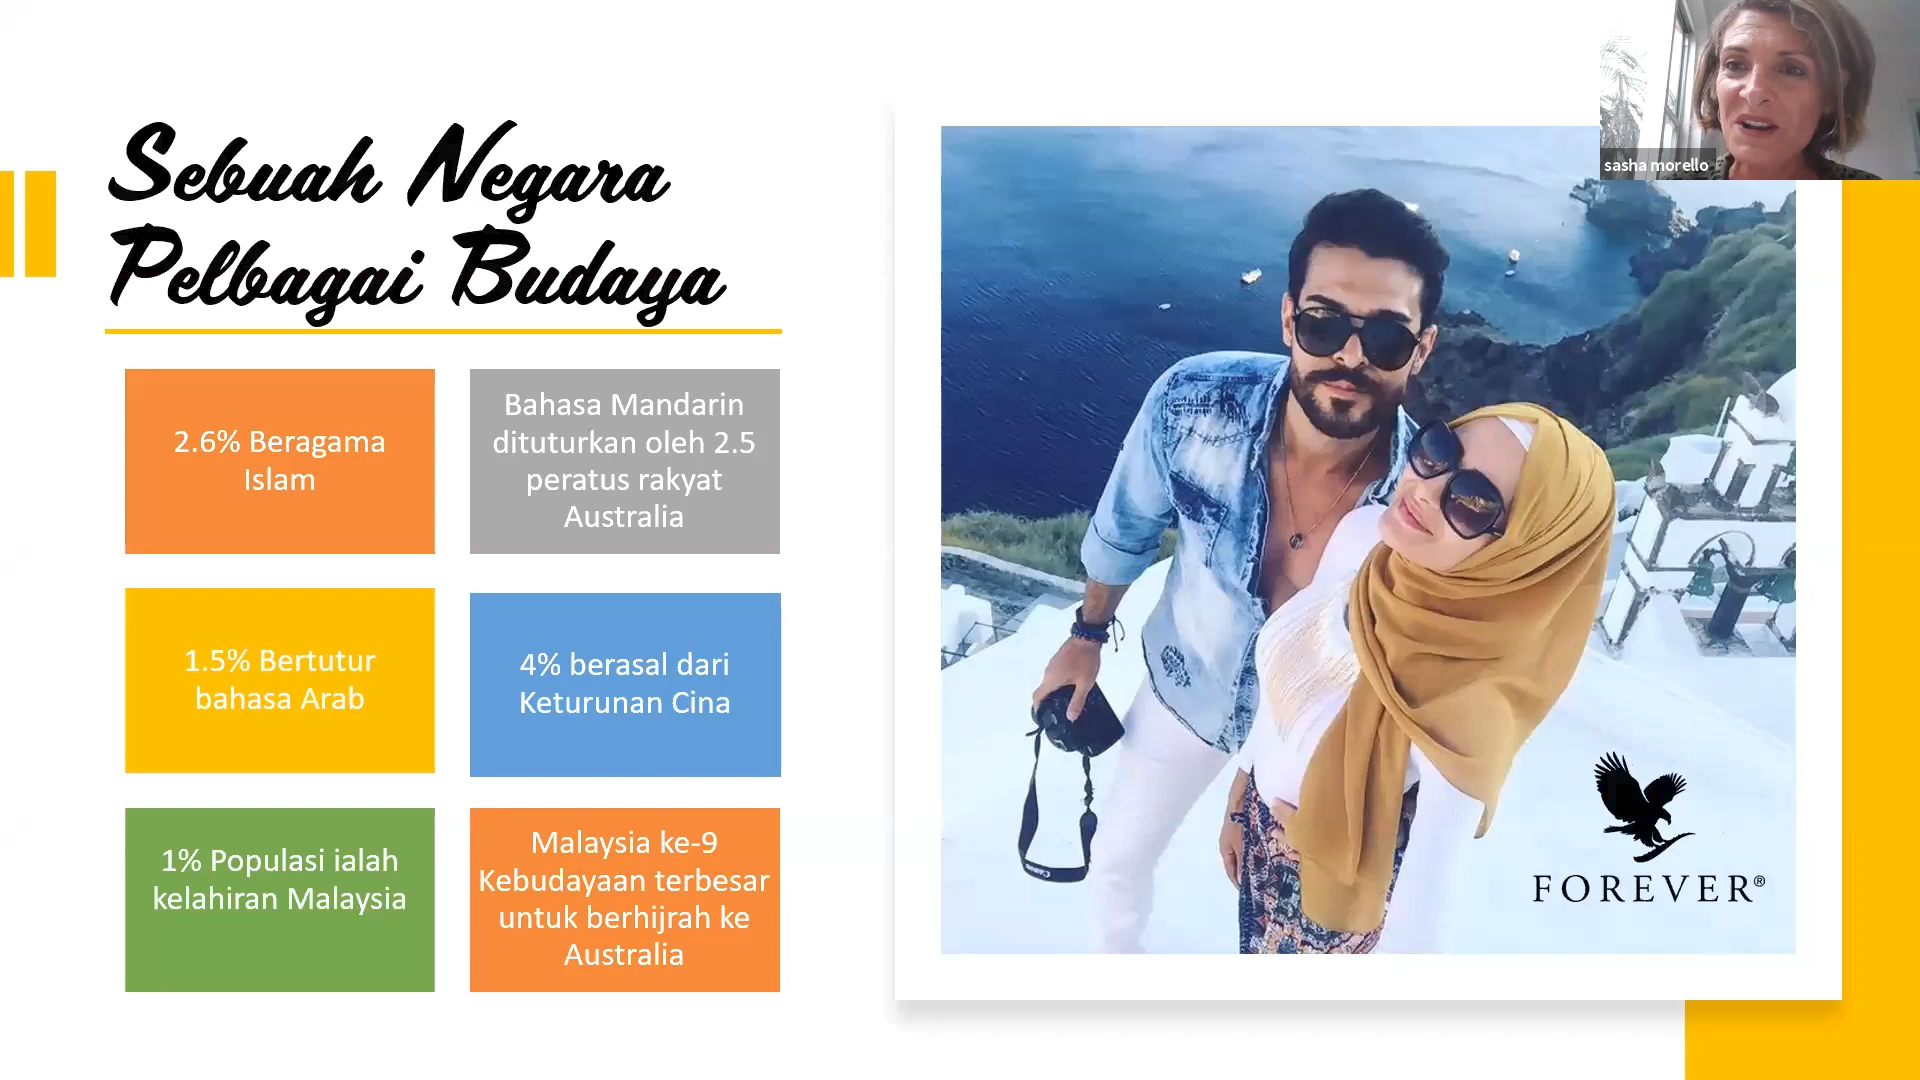 Sebuah Negara
Pelbagai Budaya
2.6% Beragama
Islam
Bahasa Mandarin
dituturkan oleh 2.5
peratus rakyat
Australia
1.5% Bertutur
bahasa Arab
4% berasal dari
Keturunan Cina
1% Populasi ialah
kelahiran Malaysia
Malaysia ke-9
Kebudayaan terbesar
untuk berhijrah ke
Australia
sasha morello
Canon
FOREVER®